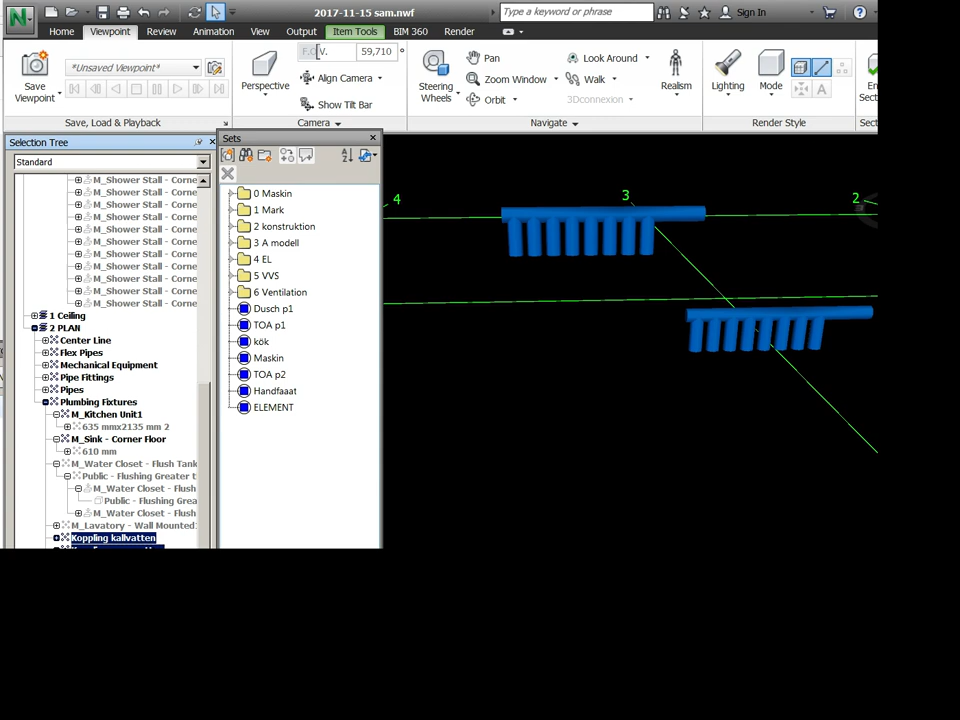 2017-11-15 sam.nwf
Type a keyword or phrase
Sign In
Home Viewpoint Review Animation View Output Item Tools BIM 360 Render
*Unsaved Viewpoint*
Save Viewpoint
Save, Load & Playback
Perspective
F.O.V. 59,710 °
Align Camera
Show Tilt Bar
Camera
Steering Wheels
Pan
Zoom Window
Orbit
Look Around
Walk
3Dconnexion
Realism
Navigate
Lighting
Mode
Render Style
Selection Tree
Standard
M_Shower Stall - Corne
M_Shower Stall - Corne
M_Shower Stall - Corne
M_Shower Stall - Corne
M_Shower Stall - Corne
M_Shower Stall - Corne
M_Shower Stall - Corne
M_Shower Stall - Corne
M_Shower Stall - Corne
M_Shower Stall - Corne
M_Shower Stall - Corne
1 Ceiling
2 PLAN
Center Line
Flex Pipes
Mechanical Equipment
Pipe Fittings
Pipes
Plumbing Fixtures
M_Kitchen Unit1
635 mmx2135 mm 2
M_Sink - Corner Floor
610 mm
M_Water Closet - Flush Tank
Public - Flushing Greater t
M_Water Closet - Flush
Public - Flushing Grea
M_Water Closet - Flush
M_Lavatory - Wall Mounted
Koppling kallvatten
Sets
0 Maskin
1 Mark
2 konstruktion
3 A modell
4 EL
5 VVS
6 Ventilation
Dusch p1
TOA p1
kök
Maskin
TOA p2
Handfaaat
ELEMENT
4
3
2